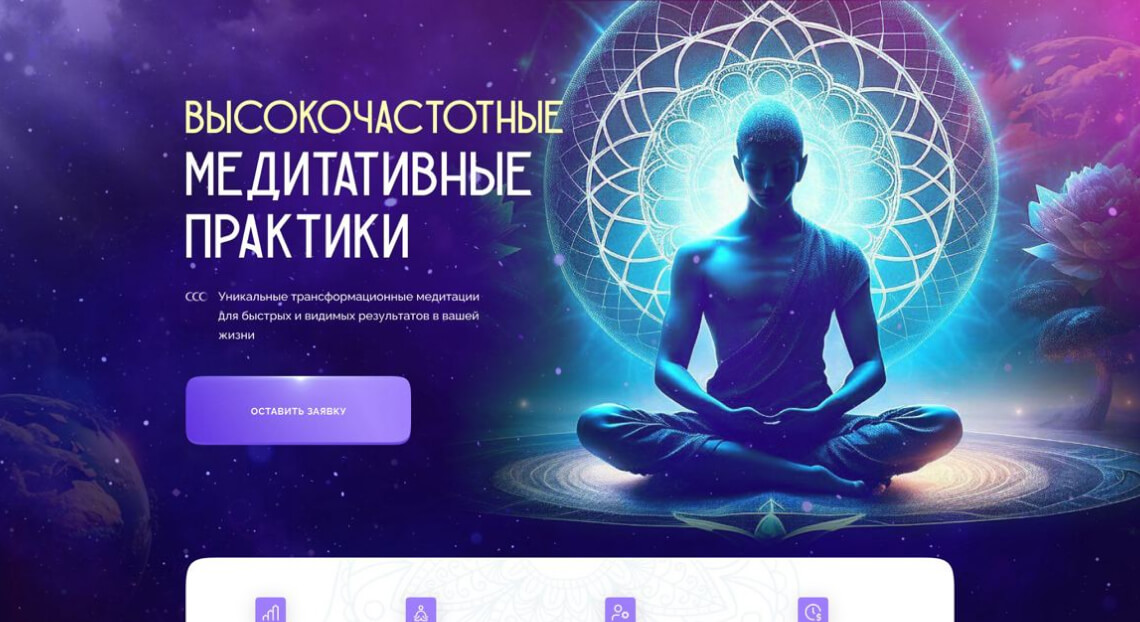 ВЫСОКОЧАСТОТНЫЕ
МЕДИТАТИВНЫЕ
ПРАКТИКИ
Уникальные трансформационные медитации
для быстрых и видимых результатов в вашей
жизни
ОСТАВИТЬ ЗАЯВКУ